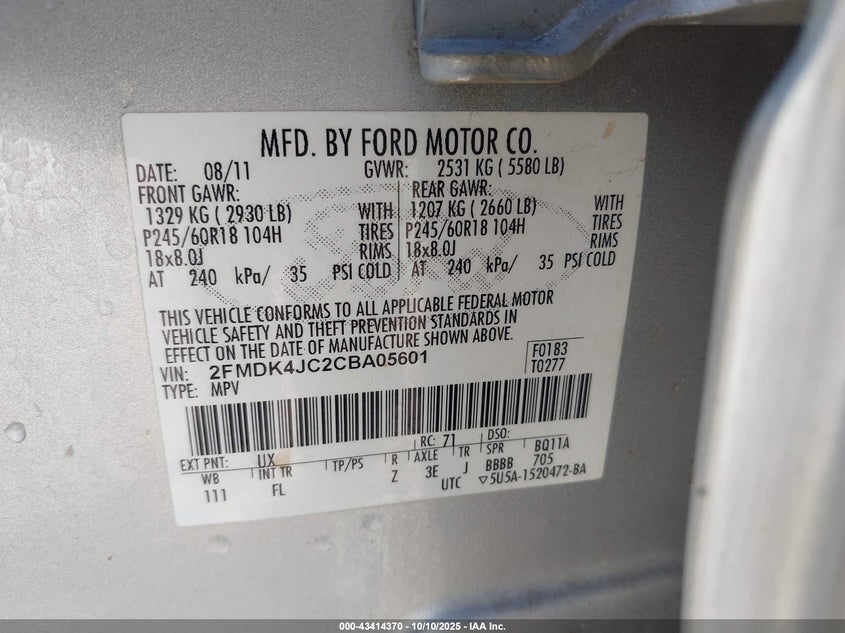 MFD. BY FORD MOTOR CO.
DATE: 08/11 GVWR: 2531 KG ( 5580 LB)
FRONT GAWR: REAR GAWR:
1329 KG ( 2930 LB) WITH 1207 KG ( 2660 LB) WITH
P245/60R18 104H TIRES P245/60R18 104H TIRES
18x8.0J RIMS 18x8.0J RIMS
AT 240 kPa/ 35 PSI COLD AT 240 kPa/ 35 PSI COLD
THIS VEHICLE CONFORMS TO ALL APPLICABLE FEDERAL MOTOR
VEHICLE SAFETY AND THEFT PREVENTION STANDARDS IN
EFFECT ON THE DATE OF MANUFACTURE SHOWN ABOVE.
VIN: 2FMDK4JC2CBA05601 F0183
TYPE: MPV T0277
EXT PNT: UX RC: 71 DSO:
WB INT TR TP/PS R AXLE TR SPR BQ11A
111 FL Z 3E J BBBB 705
UTC ▽5U5A-1520472-BA
000-43414370 - 10/10/2025 - IAA Inc.